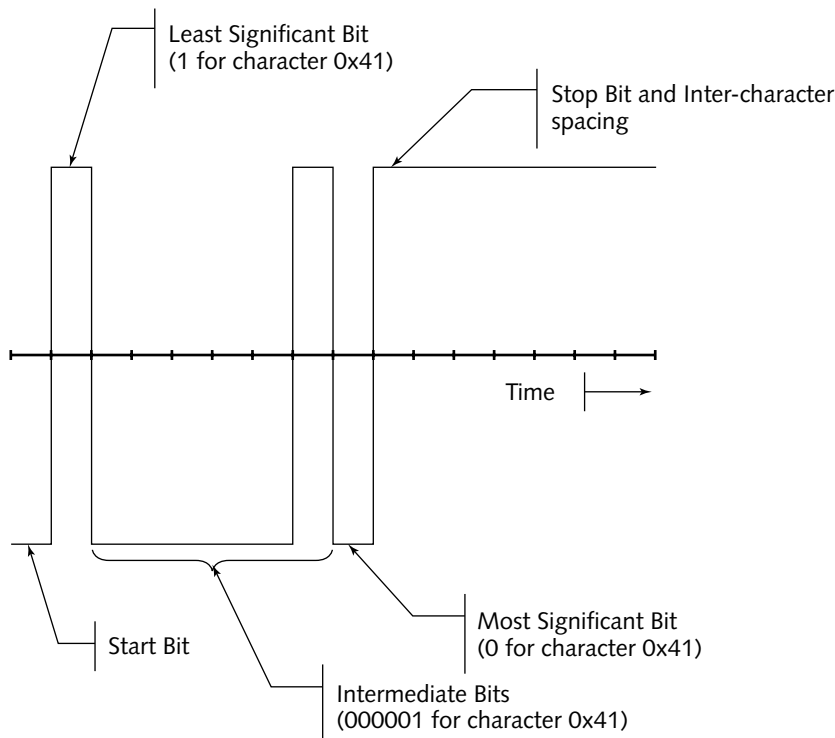 Least Significant Bit
(1 for character 0x41)
Stop Bit and Inter-character
spacing
Time
Start Bit
Most Significant Bit
(0 for character 0x41)
Intermediate Bits
(000001 for character 0x41)